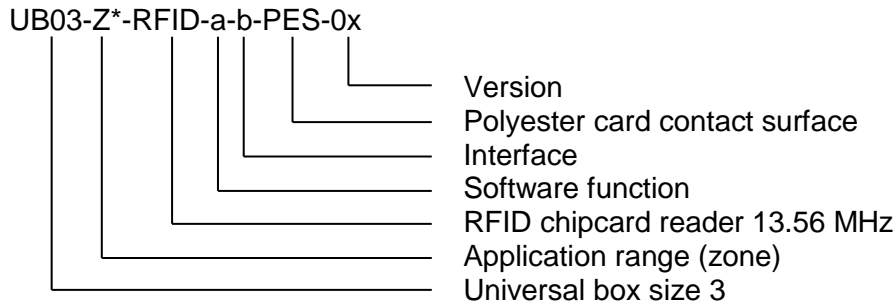 UB03-Z*-RFID-a-b-PES-0x
Version
Polyester card contact surface
Interface
Software function
RFID chipcard reader 13.56 MHz
Application range (zone)
Universal box size 3